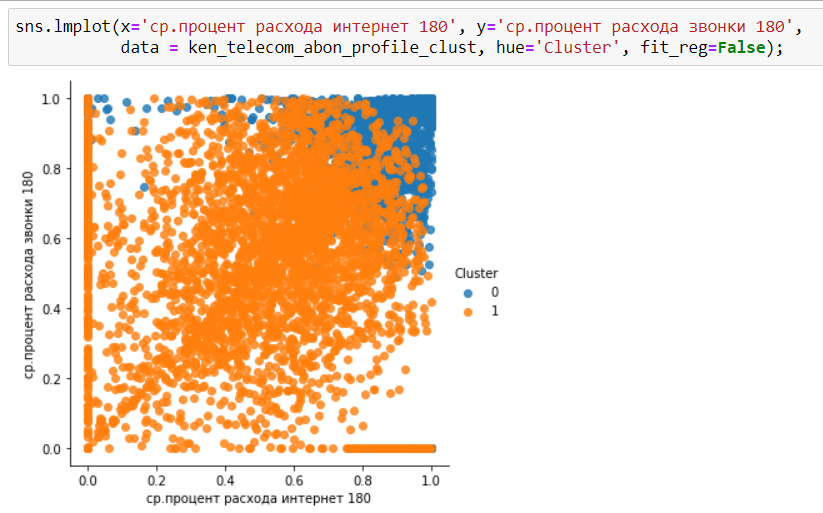 sns.lmplot(x='ср.процент расхода интернет 180', y='ср.процент расхода звонки 180',
data = ken_telecom_abon_profile_clust, hue='Cluster', fit_reg=False);
1.0
0.8
0.6
0.4
0.2
0.0
ср.процент расхода звонки 180
Cluster
0
1
0.0 0.2 0.4 0.6 0.8 1.0
ср.процент расхода интернет 180